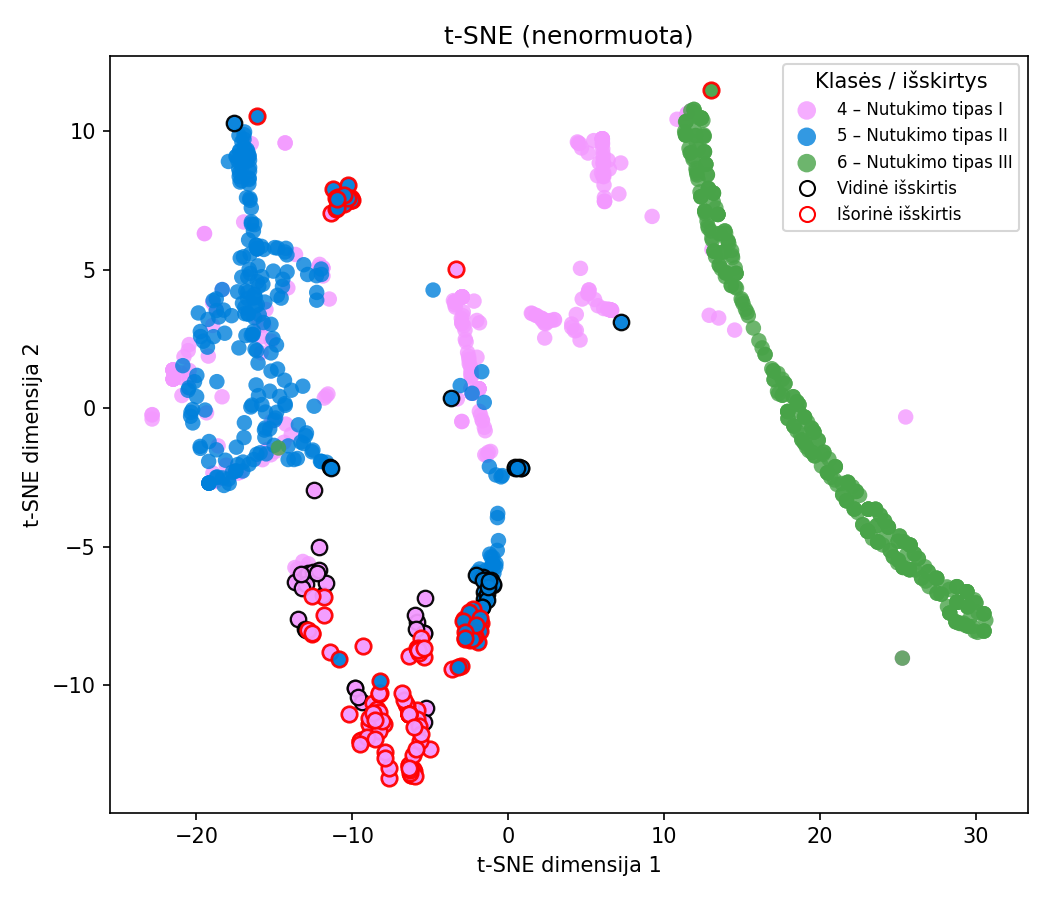 t-SNE (nenormuota)
Klasės / išskirtys
4 – Nutukimo tipas I
5 – Nutukimo tipas II
6 – Nutukimo tipas III
Vidinė išskirtis
Išorinė išskirtis
10
5
0
−5
−10
t-SNE dimensija 2
−20
−10
0
10
20
30
t-SNE dimensija 1